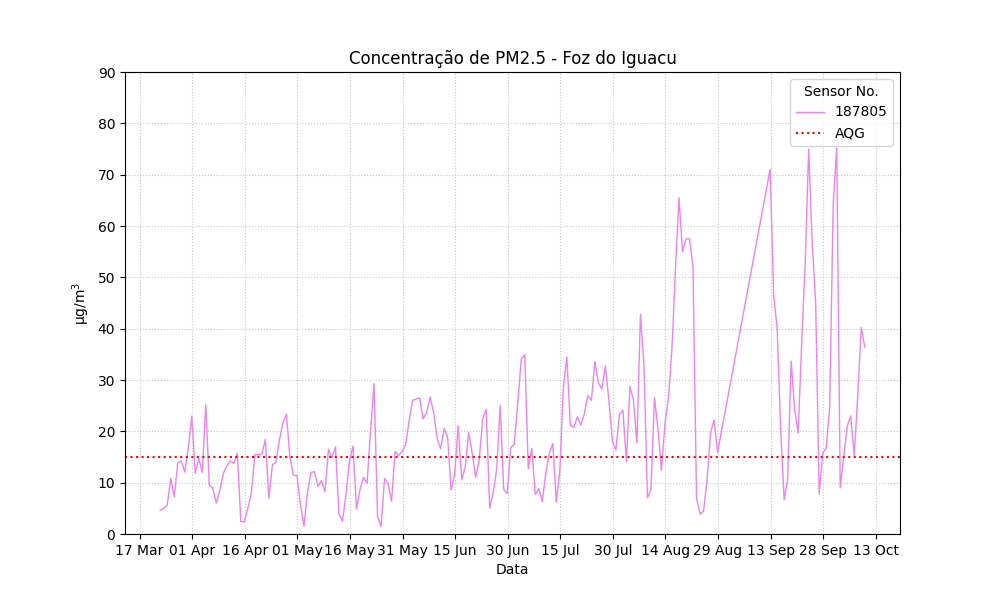 Concentração de PM2.5 - Foz do Iguacu
Sensor No.
187805
AQG
90
80
70
60
50
40
30
20
10
0
µg/m³
17 Mar 01 Apr 16 Apr 01 May 16 May 31 May 15 Jun 30 Jun 15 Jul 30 Jul 14 Aug 29 Aug 13 Sep 28 Sep 13 Oct
Data